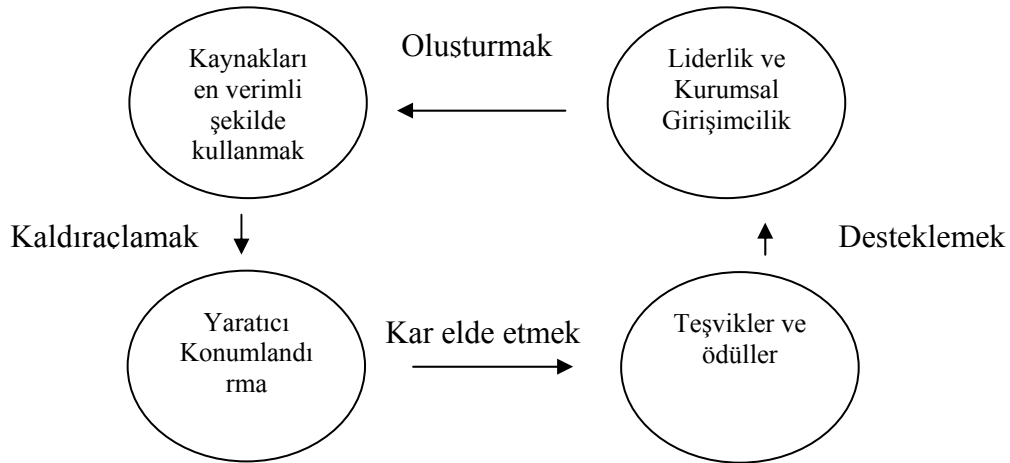 Kaynakları
en verimli
şekilde
kullanmak
Olusturmak
Liderlik ve
Kurumsal
Girişimcilik
Kaldıraçlamak
Desteklemek
Yaratıcı
Konumlandı
rma
Kar elde etmek
Teşvikler ve
ödüller